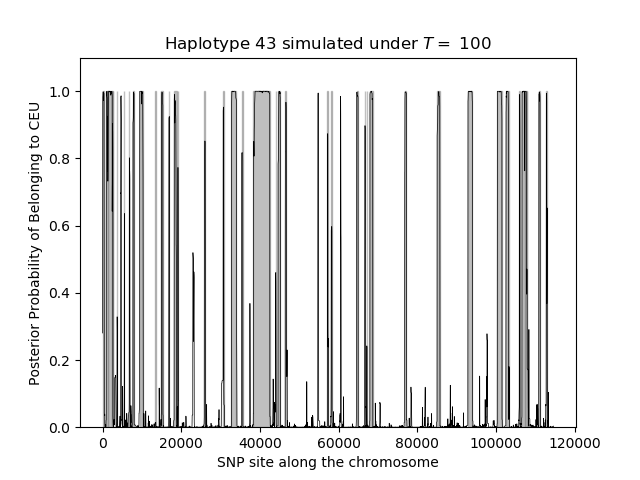 Haplotype 43 simulated under T = 100
Posterior Probability of Belonging to CEU
1.0
0.8
0.6
0.4
0.2
0.0
0 20000 40000 60000 80000 100000 120000
SNP site along the chromosome